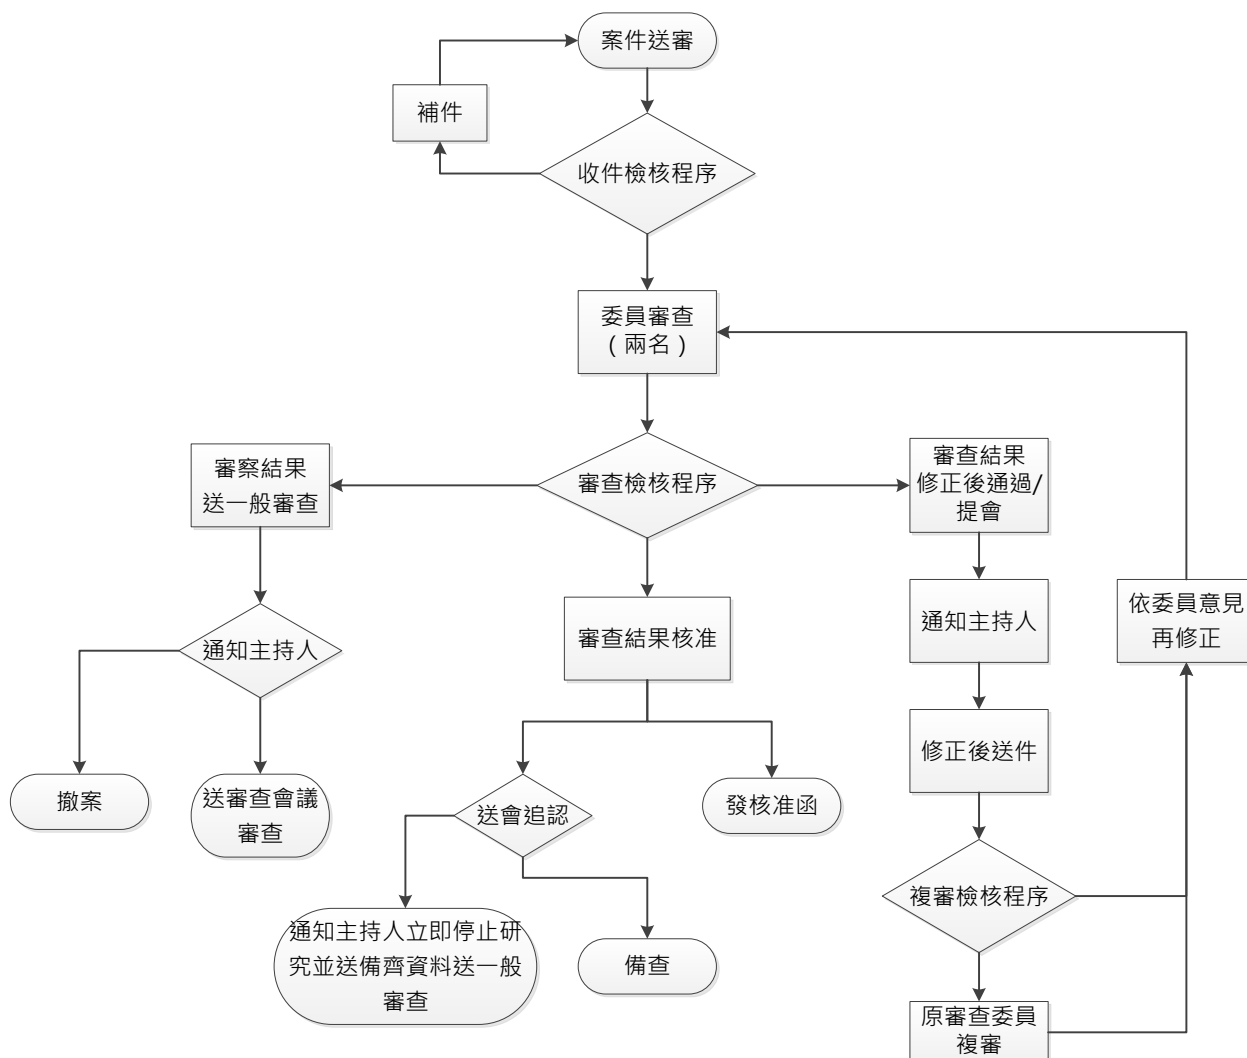 案件送審
補件
收件檢核程序
委員審查
(兩名)
審察結果
送一般審查
審查檢核程序
審查結果
修正後通過/
提會
通知主持人
審查結果核准
通知主持人
依委員意見
再修正
修正後送件
撤案
送審查會議
審查
送會追認
發核准函
複審檢核程序
通知主持人立即停止研
究並送備齊資料送一般
審查
備查
原審查委員
複審